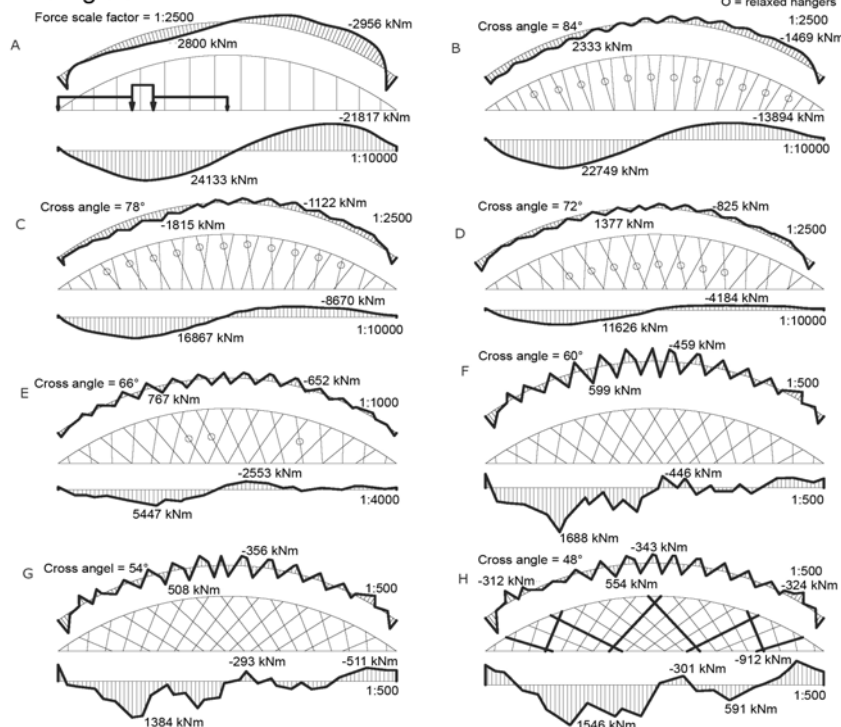 O = relaxed hangers
A
Force scale factor = 1:2500
-2956 kNm
2800 kNm
-21817 kNm
24133 kNm
1:10000
B
Cross angle = 84°
1:2500
-1469 kNm
2333 kNm
-13894 kNm
22749 kNm
1:10000
C
Cross angle = 78°
-1122 kNm
1:2500
-1815 kNm
-8670 kNm
16867 kNm
1:10000
D
Cross angle = 72°
-825 kNm
1377 kNm
1:2500
-4184 kNm
11626 kNm
1:10000
E
Cross angle = 66°
-652 kNm
767 kNm
1:1000
-2553 kNm
5447 kNm
1:4000
F
Cross angle = 60°
-459 kNm
599 kNm
1:500
-446 kNm
1688 kNm
1:500
G
Cross angel = 54°
-356 kNm
508 kNm
1:500
-293 kNm
-511 kNm
1384 kNm
1:500
H
Cross angle = 48°
-343 kNm
-312 kNm
554 kNm
1:500
-324 kNm
-912 kNm
-301 kNm
591 kNm
1546 kNm
1:500